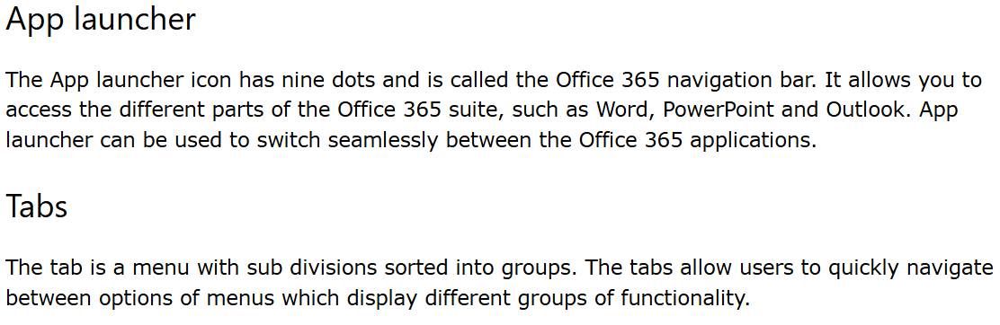 App launcher
The App launcher icon has nine dots and is called the Office 365 navigation bar. It allows you to
access the different parts of the Office 365 suite, such as Word, PowerPoint and Outlook. App
launcher can be used to switch seamlessly between the Office 365 applications.
Tabs
The tab is a menu with sub divisions sorted into groups. The tabs allow users to quickly navigate
between options of menus which display different groups of functionality.